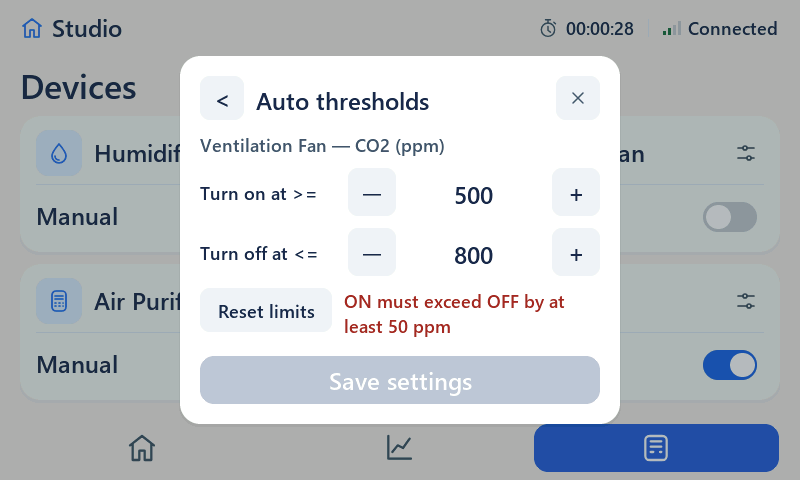 Studio
00:00:28
Connected
Devices
Auto thresholds
Ventilation Fan — CO2 (ppm)
Turn on at >=
—
500
+
Turn off at <=
—
800
+
Reset limits
ON must exceed OFF by at
least 50 ppm
Save settings
Manual
Manual